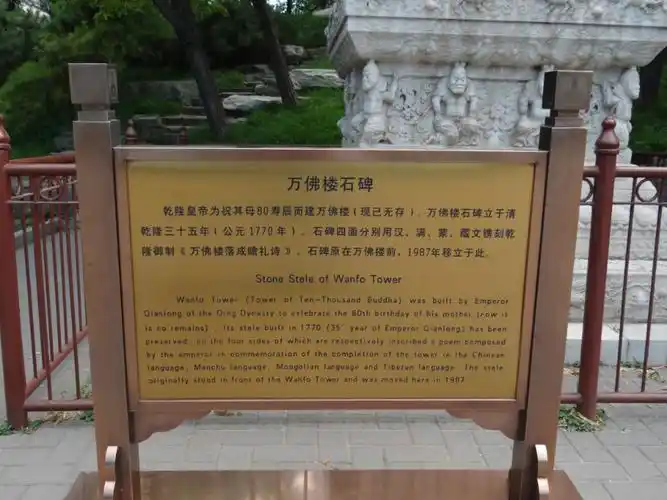 万佛楼石碑
乾隆皇帝为祝其母80寿辰而建万佛楼（现已无存）。万佛楼石碑立于清
乾隆三十五年（公元1770年）。石碑四面分别用汉、满、蒙、藏文镌刻乾
隆御制《万佛楼落成瞻礼诗》。石碑原在万佛楼前，1987年移立于此。
Stone Stele of Wanfo Tower
Wanfo Tower (Tower of Ten-Thousand Buddha) was built by Emperor
Qianlong of the Qing Dynasty to celebrate the 80th birthday of his mother (now it
is no remains). Its stele built in 1770 (35" year of Emperor Qianlong) has been
preserved, on the four sides of which are respectively inscribed a poem composed
by the emperor in commemoration of the completion of the tower in the Chinese
language, Manchu language, Mongolian language and Tibetan language. The stele
originally stood in front of the Wanfo Tower and was moved here in 1987.